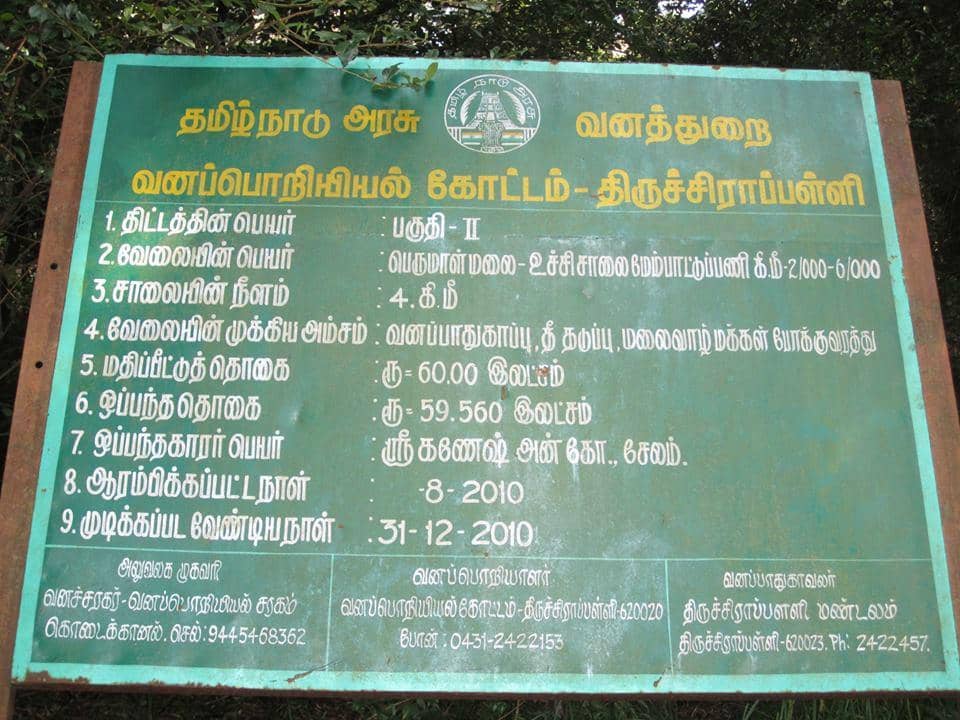 தமிழ்நாடு அரசு தமிழ் நாடு அரசு வனத்துறை
வனப்பொறியியல் கோட்டம் - திருச்சிராப்பள்ளி
1. திட்டத்தின் பெயர் : பகுதி - II
2. வேலையின் பெயர் : பெருமாள் மலை - உச்சி சாலை மேம்பாட்டுப்பணி கி.மீ - 2/000 - 6/000
3. சாலையின் நீளம் : 4. கி.மீ
4. வேலையின் முக்கிய அம்சம் : வனப்பாதுகாப்பு, தீ தடுப்பு, மலைவாழ் மக்கள் போக்குவரத்து
5. மதிப்பீட்டுத் தொகை : ரூ = 60.00 இலட்சம்
6. ஒப்பந்த தொகை : ரூ = 59.560 இலட்சம்
7. ஒப்பந்தகாரர் பெயர் : ஸ்ரீ கணேஷ் அன் கோ., சேலம்.
8. ஆரம்பிக்கப்பட்ட நாள் : -8-2010
9. முடிக்கப்பட வேண்டிய நாள் : 31-12-2010
அலுவலக முகவரி
வனச்சரகர் - வனப்பொறியியல் சரகம்
கொடைக்கானல். செல்: 9445468362
வனப்பொறியாளர்
வனப்பொறியியல் கோட்டம் - திருச்சிராப்பள்ளி - 620020
போன் : 0431-2422153
வனப்பாதுகாவலர்
திருச்சிராப்பள்ளி மண்டலம்
திருச்சிராப்பள்ளி - 620023. Ph: 2422457.